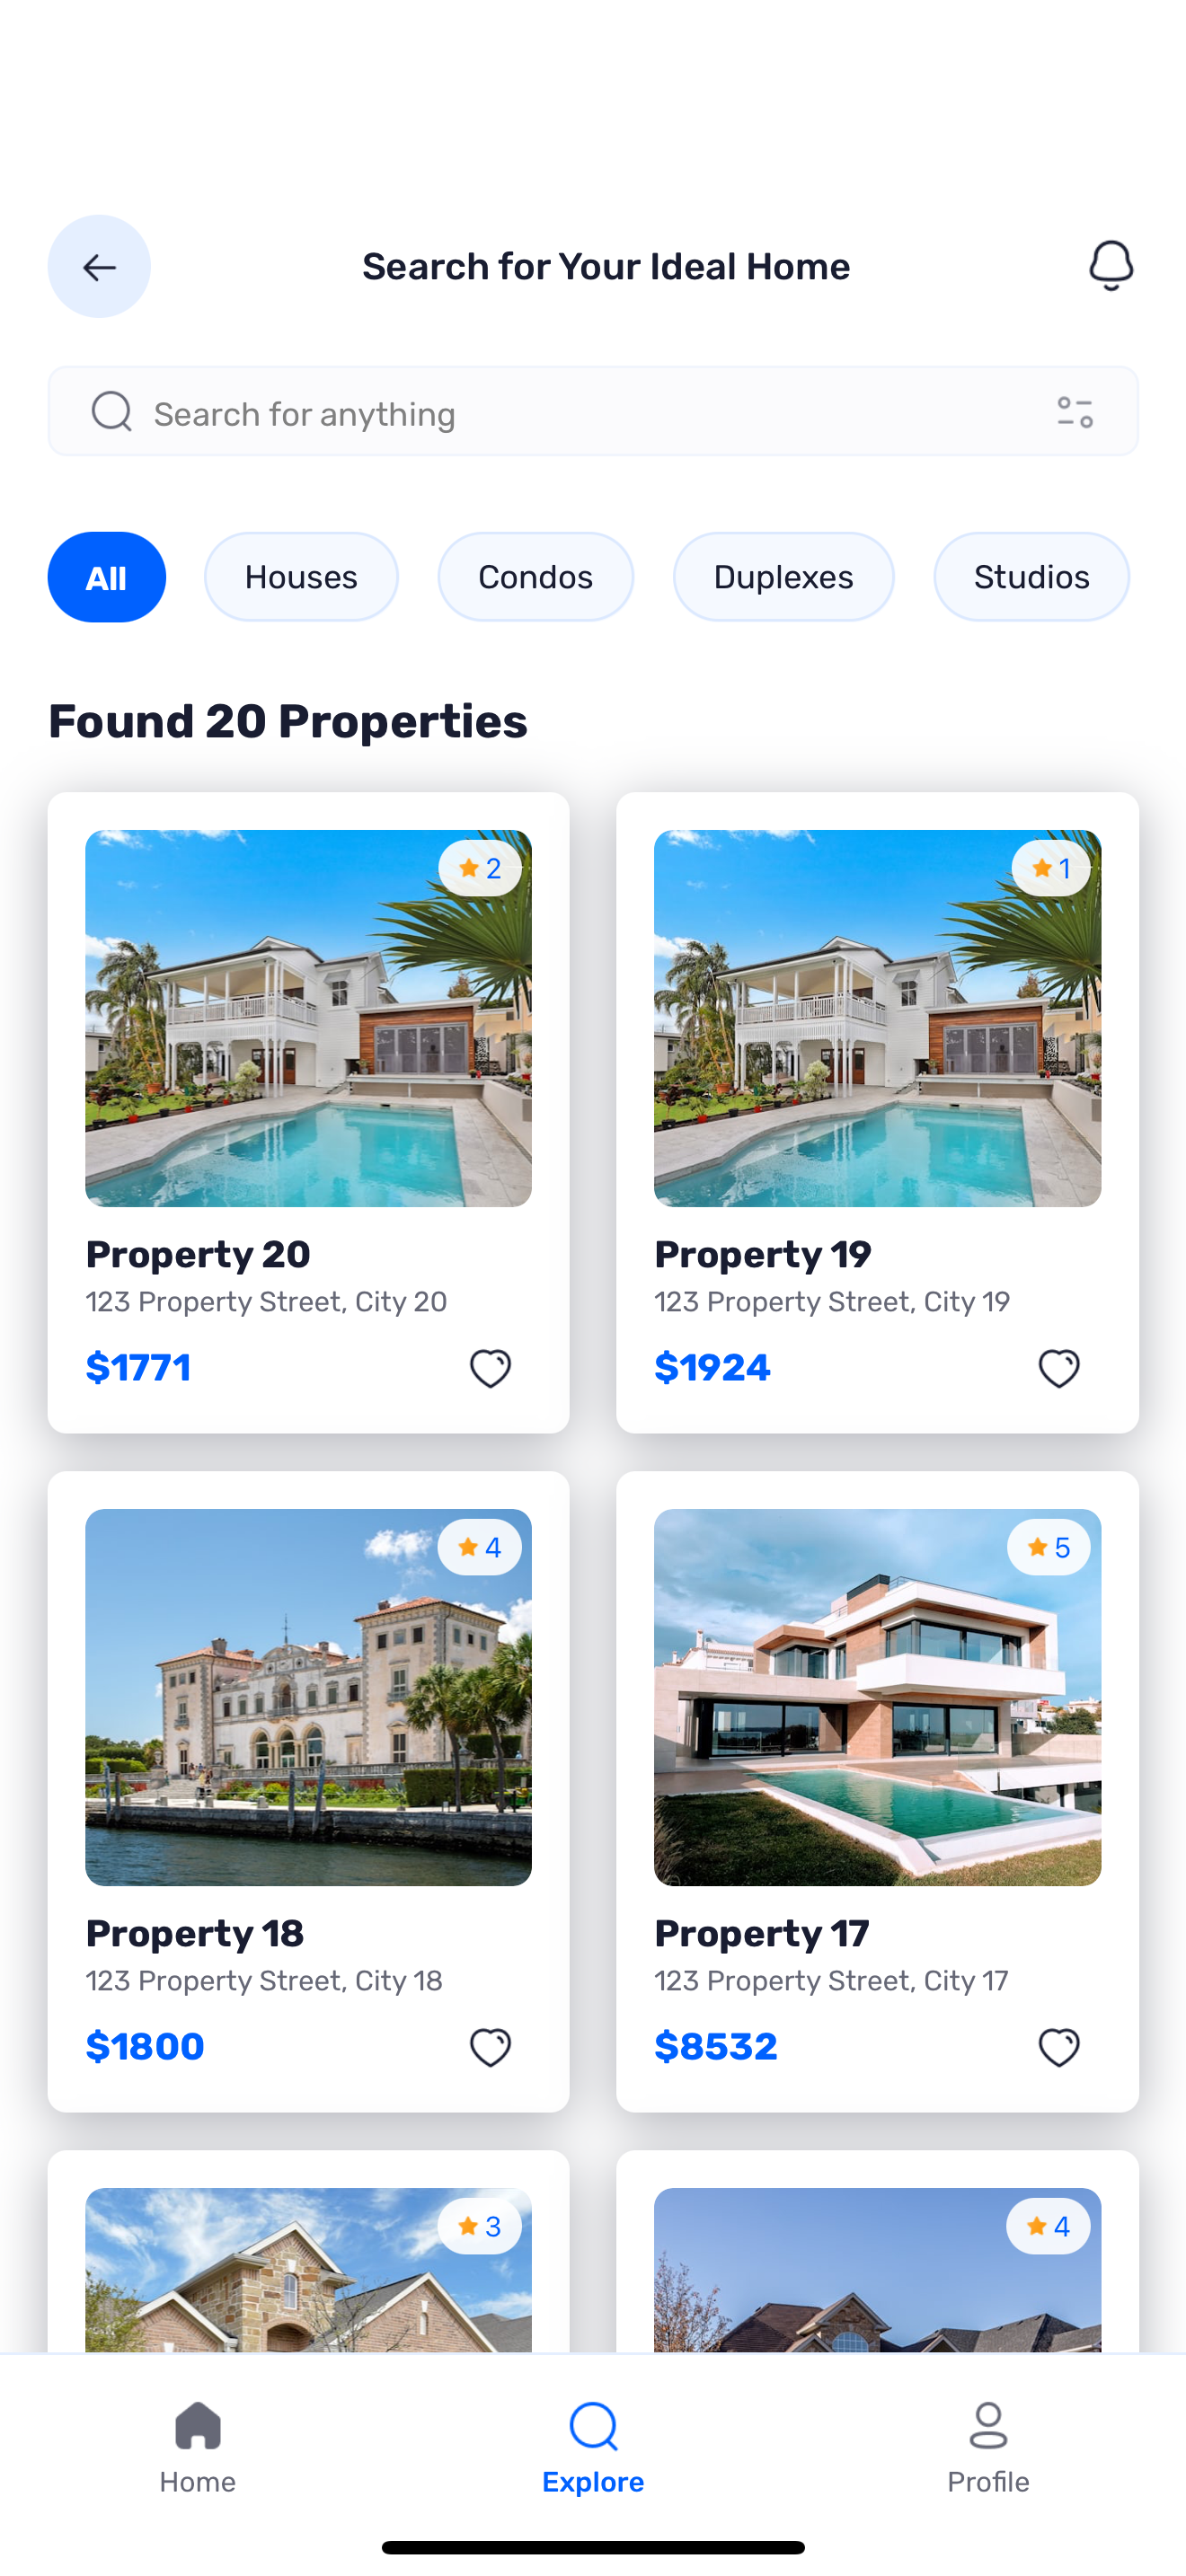 Search for Your Ideal Home
Search for anything
All Houses Condos Duplexes Studios
Found 20 Properties
2
1
Property 20
123 Property Street, City 20
$1771
Property 19
123 Property Street, City 19
$1924
4
5
Property 18
123 Property Street, City 18
$1800
Property 17
123 Property Street, City 17
$8532
3
4
Home Explore Profile